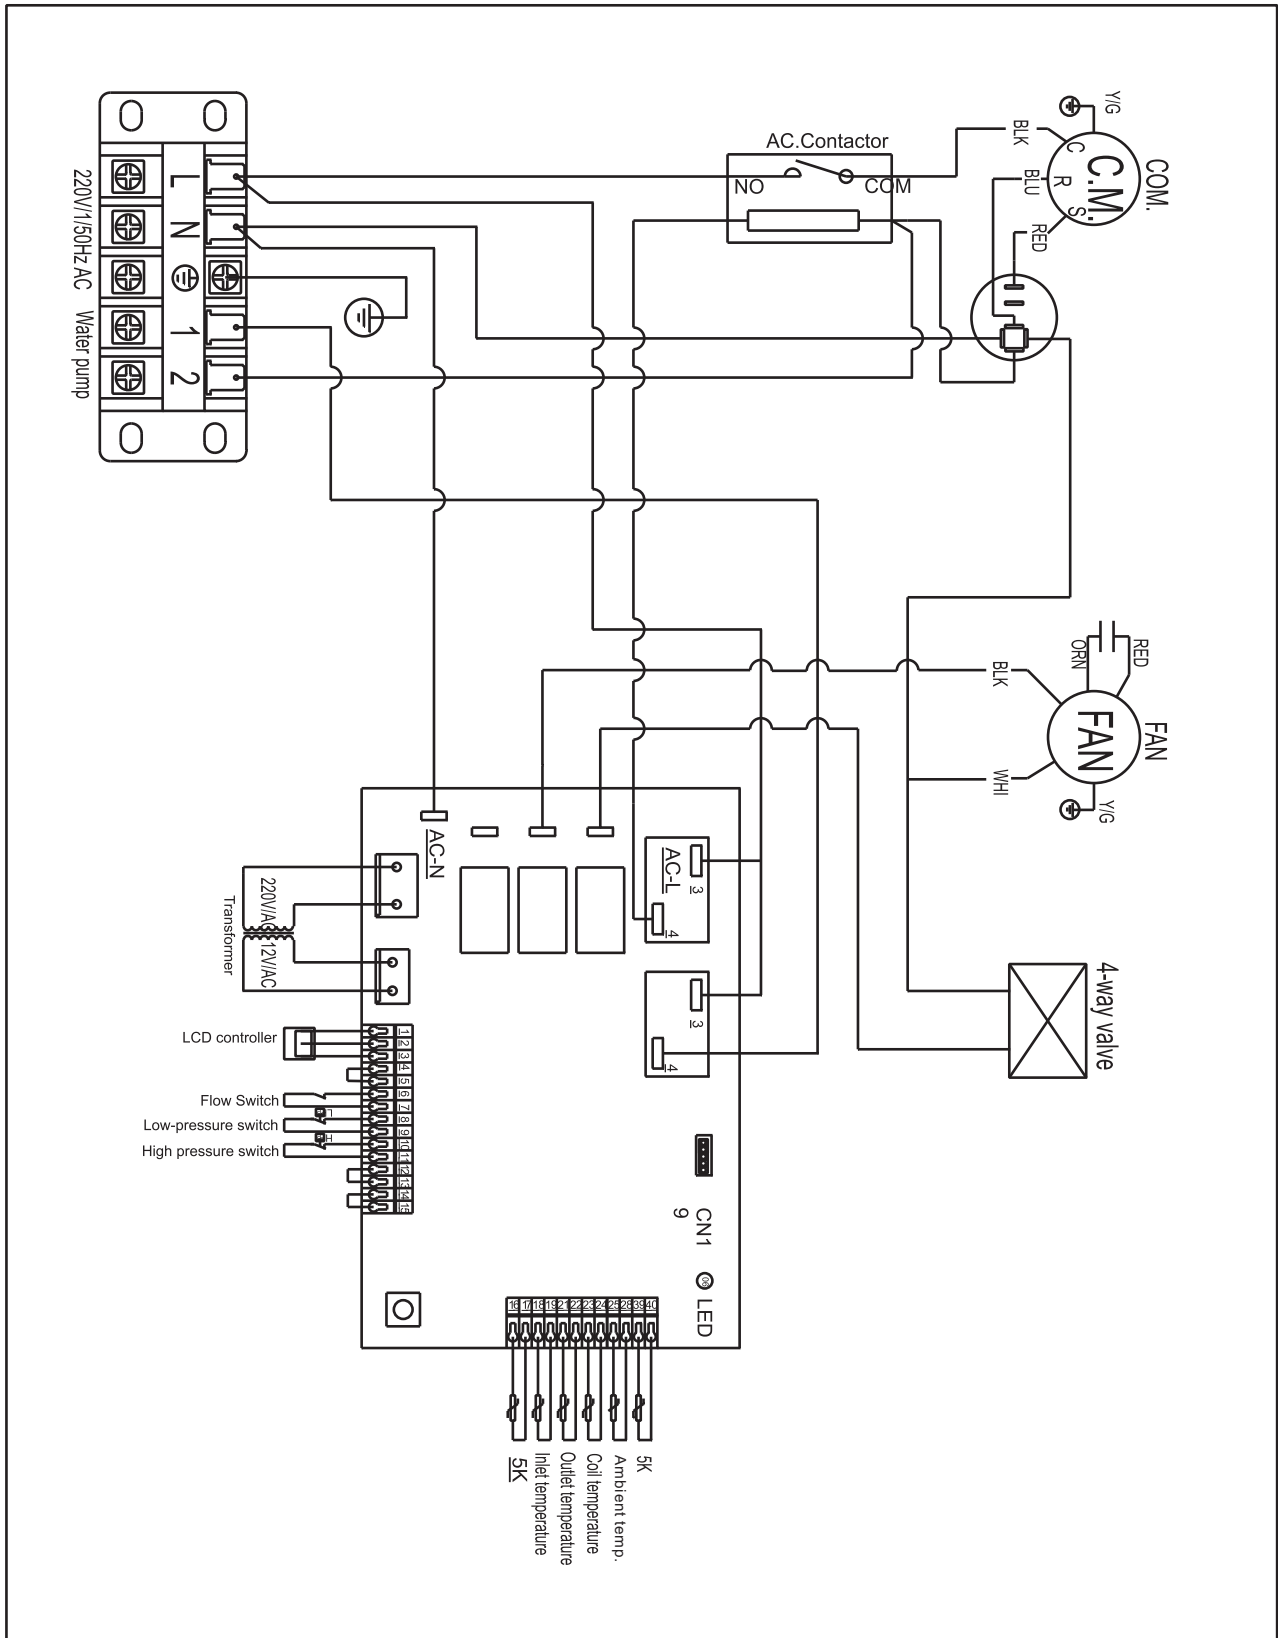 Y/G
AC.Contactor
BLK
C
COM.
NO
COM
BLU
R
C.M.
S
RED
L
N
1
2
220V/1/50Hz AC
Water pump
RED
ORN
BLK
FAN
FAN
WHI
Y/G
AC-N
AC-L
3
4
220V/AC
12V/AC
Transformer
3
4
4-way valve
LCD controller
Flow Switch
Low-pressure switch
High pressure switch
L
H
1
2
3
4
5
6
7
8
9
10
11
12
13
14
15
CN1
9
06
LED
16 17 18 19 21 22 23 24 25 28 39 40
5K
Inlet temperature
Outlet temperature
Coil temperature
Ambient temp.
5K